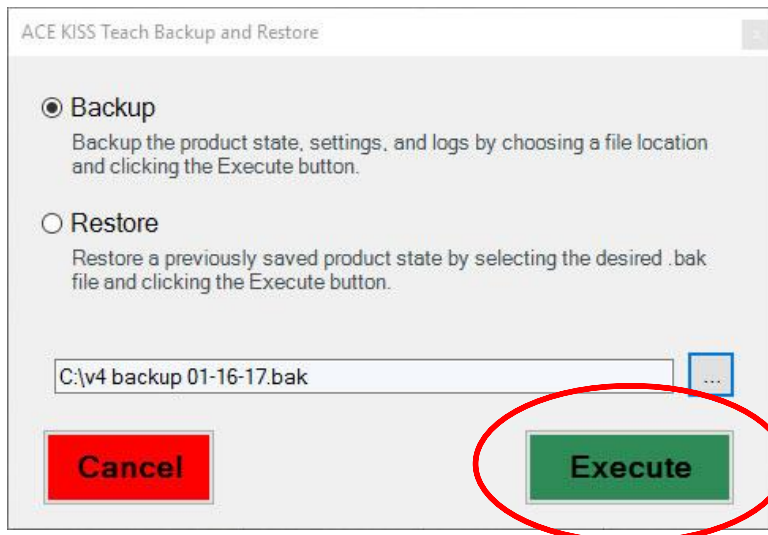 ACE KISS Teach Backup and Restore
x
Backup
Backup the product state, settings, and logs by choosing a file location
and clicking the Execute button.
Restore
Restore a previously saved product state by selecting the desired .bak
file and clicking the Execute button.
C:\v4 backup 01-16-17.bak
...
Cancel
Execute